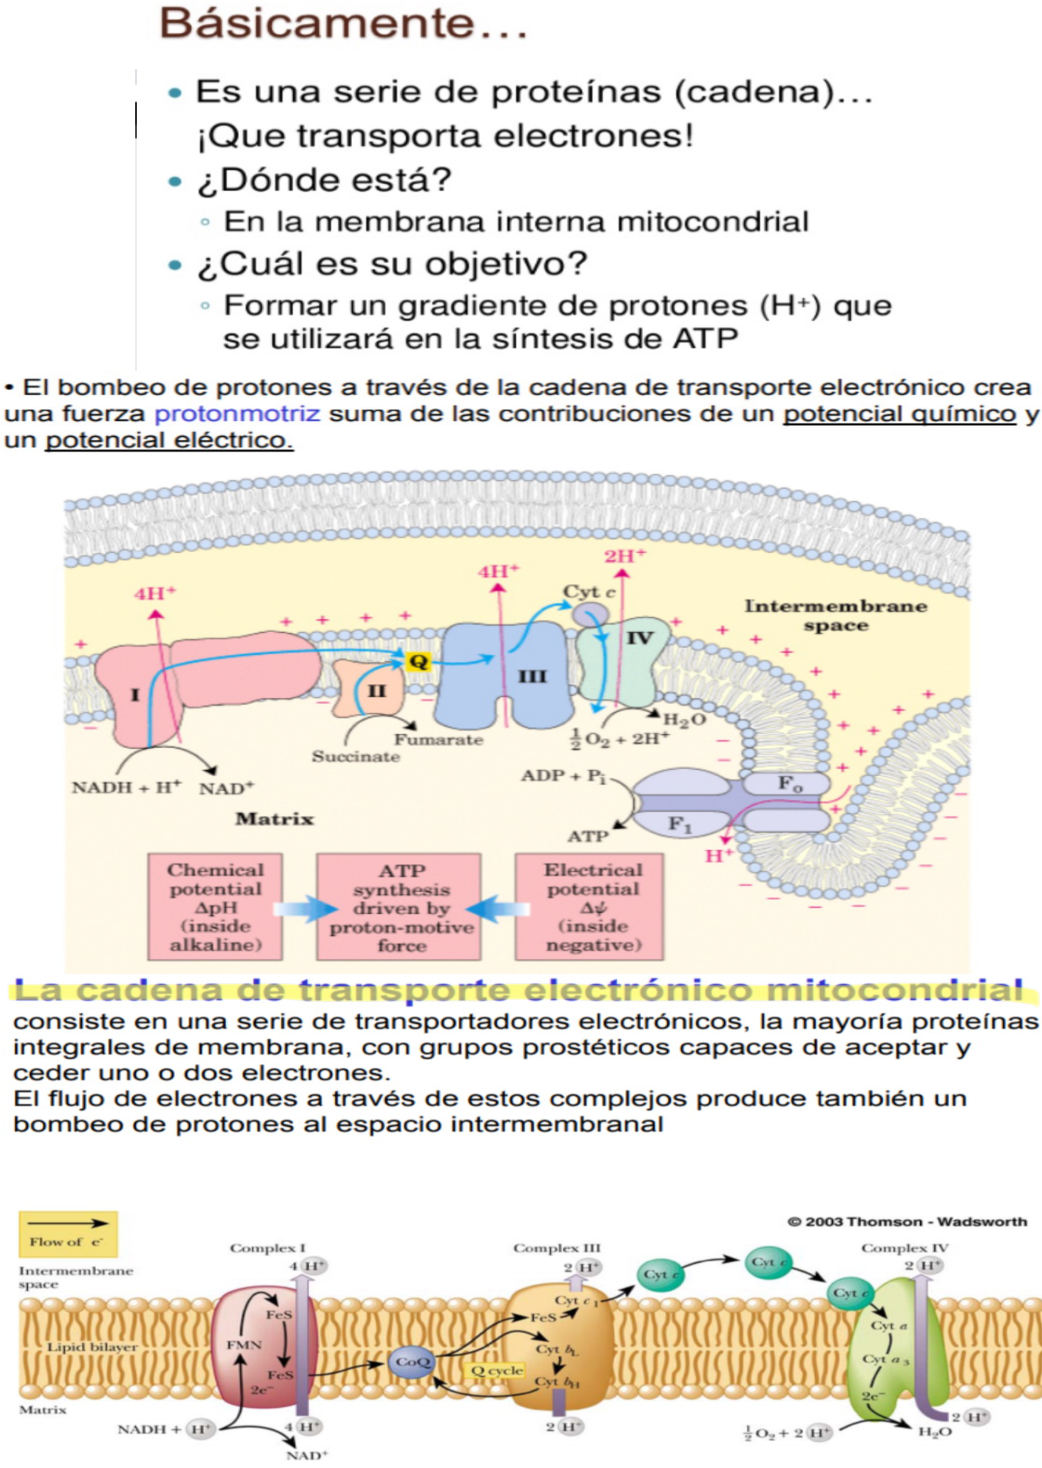 Básicamente...
• Es una serie de proteínas (cadena)...
¡Que transporta electrones!
• ¿Dónde está?
◦ En la membrana interna mitocondrial
• ¿Cuál es su objetivo?
◦ Formar un gradiente de protones (H⁺) que
se utilizará en la síntesis de ATP
• El bombeo de protones a través de la cadena de transporte electrónico crea
una fuerza protonmotriz suma de las contribuciones de un potencial químico y
un potencial eléctrico.
2H⁺
4H⁺
4H⁺
Cyt c
Intermembrane
space
IV
Q
III
II
I
H₂O
½O₂ + 2H⁺
Fumarate
Succinate
NADH + H⁺ NAD⁺
ADP + Pi
F₀
F₁
Matrix
ATP
H⁺
Chemical
potential
ΔpH
(inside
alkaline)
ATP
synthesis
driven by
proton-motive
force
Electrical
potential
Δψ
(inside
negative)
La cadena de transporte electrónico mitocondrial
consiste en una serie de transportadores electrónicos, la mayoría proteínas
integrales de membrana, con grupos prostéticos capaces de aceptar y
ceder uno o dos electrones.
El flujo de electrones a través de estos complejos produce también un
bombeo de protones al espacio intermembranal
© 2003 Thomson - Wadsworth
Flow of e⁻
Complex I
Complex III
Complex IV
Intermembrane
space
4 H⁺
2 H⁺
2 H⁺
Cyt c
Cyt c
Cyt c
Cyt c₁
FeS
FeS
Cyt a
Lipid bilayer
FMN
Cyt bL
CoQ
Q cycle
Cyt a₃
FeS
Cyt bH
2e⁻
2e⁻
Matrix
NADH + H⁺
4 H⁺
2 H⁺
½O₂ + 2 H⁺
H₂O
2 H⁺
NAD⁺